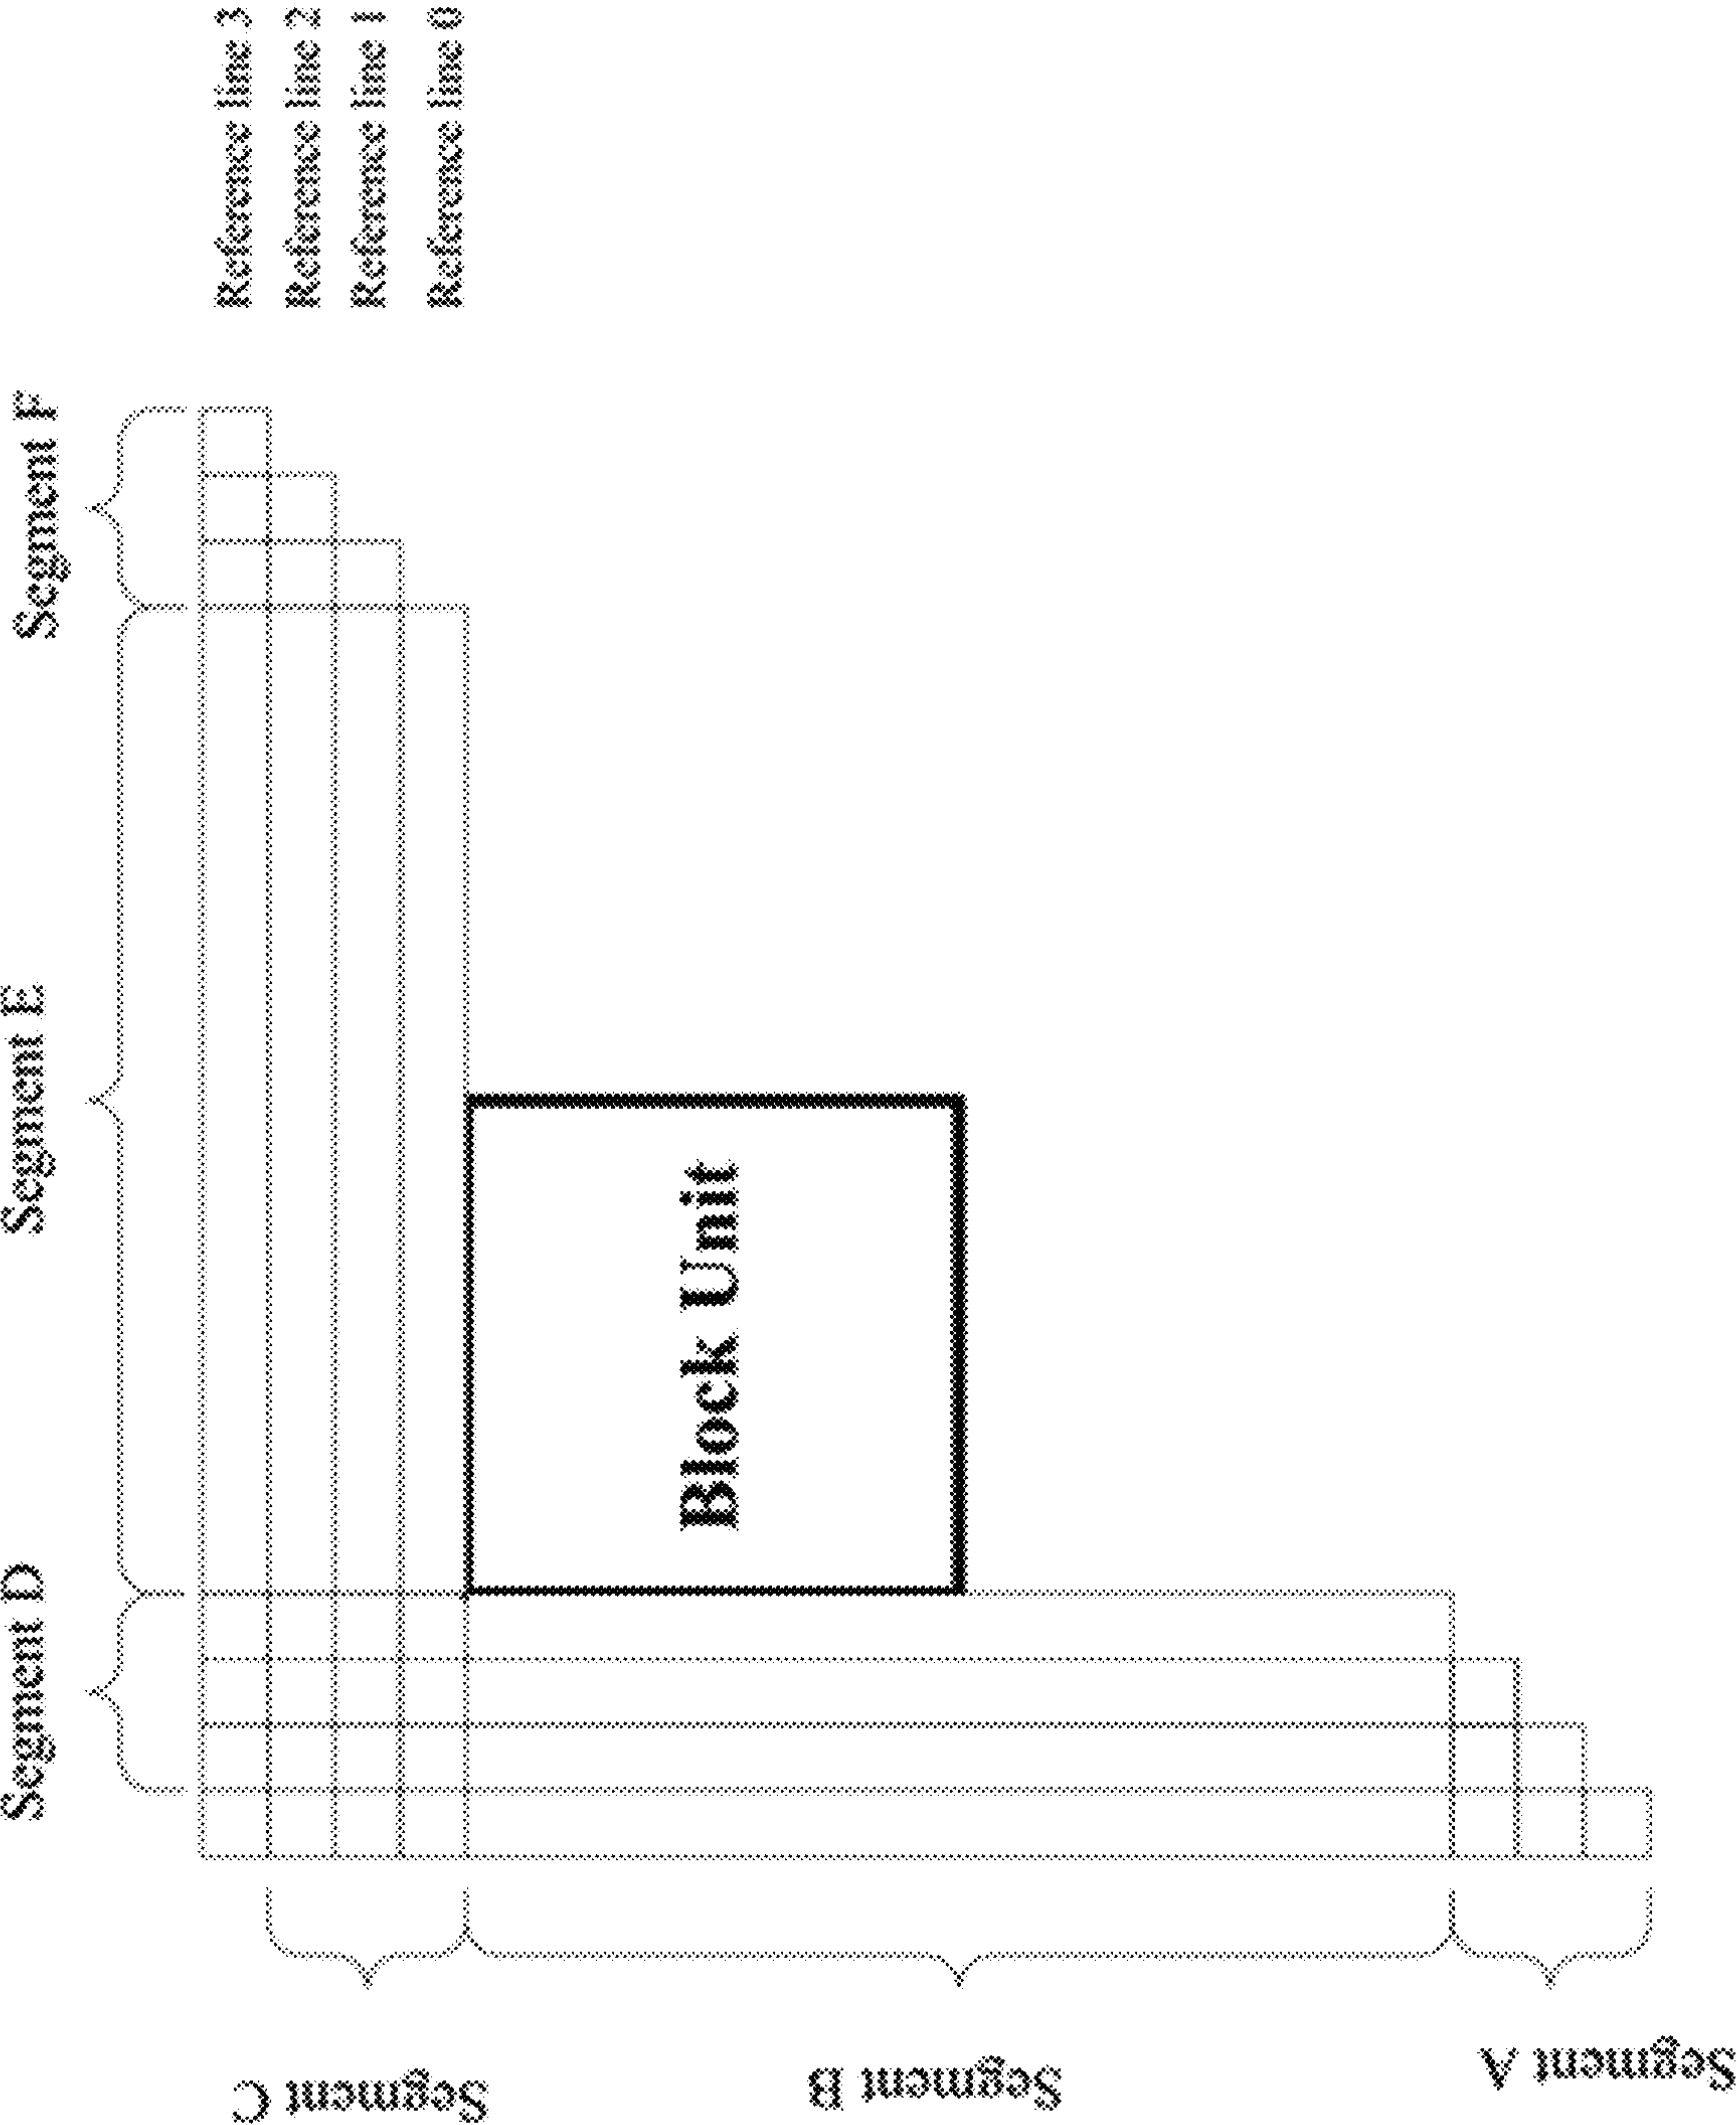 Segment D
Segment E
Segment F
Reference line 3
Reference line 2
Reference line 1
Reference line 0
Block Unit
Segment C
Segment B
Segment A